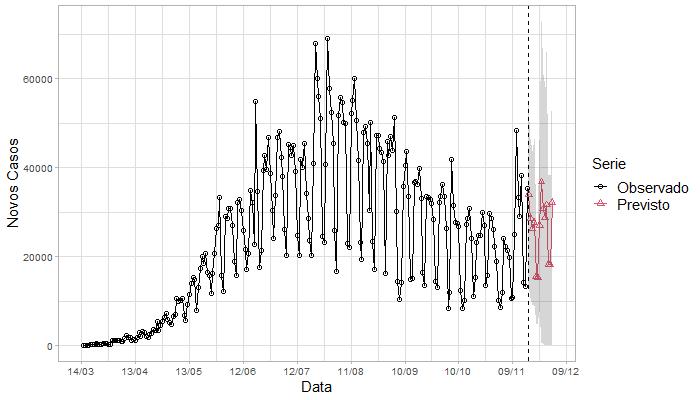 60000
40000
20000
0
Novos Casos
14/03 13/04 13/05 12/06 12/07 11/08 10/09 10/10 09/11 09/12
Data
Serie
Observado
Previsto